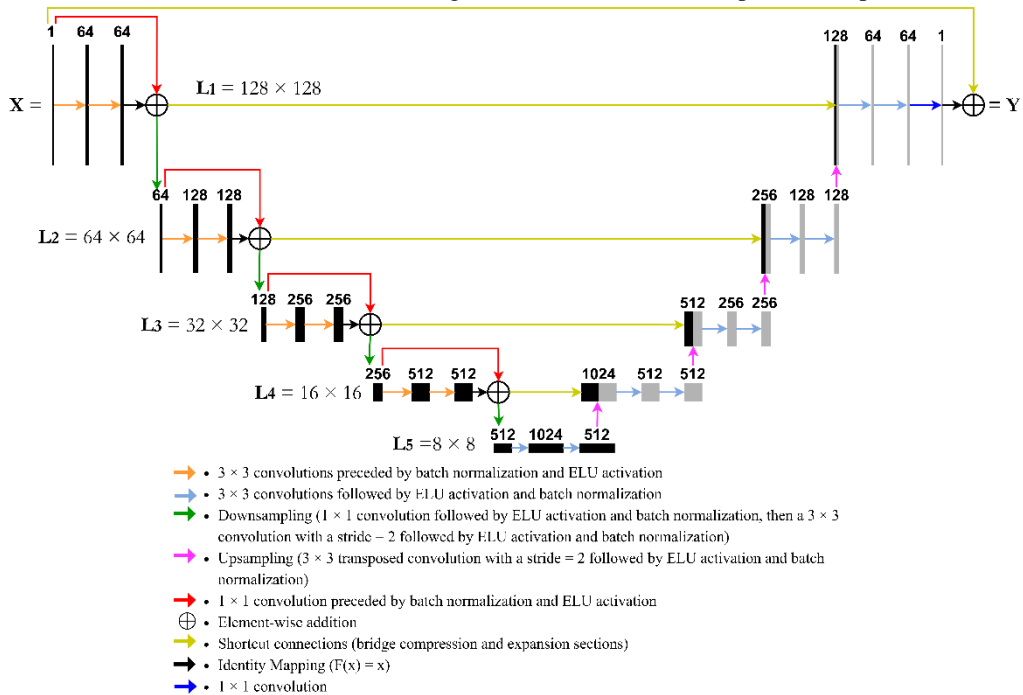 1 64 64
128 64 64 1
X =
L1 = 128 × 128
= Y
64 128 128
256 128 128
L2 = 64 × 64
128 256 256
512 256 256
L3 = 32 × 32
256 512 512
1024 512 512
L4 = 16 × 16
512 1024 512
L5 =8 × 8
• 3 × 3 convolutions preceded by batch normalization and ELU activation
• 3 × 3 convolutions followed by ELU activation and batch normalization
• Downsampling (1 × 1 convolution followed by ELU activation and batch normalization, then a 3 × 3
convolution with a stride = 2 followed by ELU activation and batch normalization)
• Upsampling (3 × 3 transposed convolution with a stride = 2 followed by ELU activation and batch
normalization)
• 1 × 1 convolution preceded by batch normalization and ELU activation
• Element-wise addition
• Shortcut connections (bridge compression and expansion sections)
• Identity Mapping (F(x) = x)
• 1 × 1 convolution